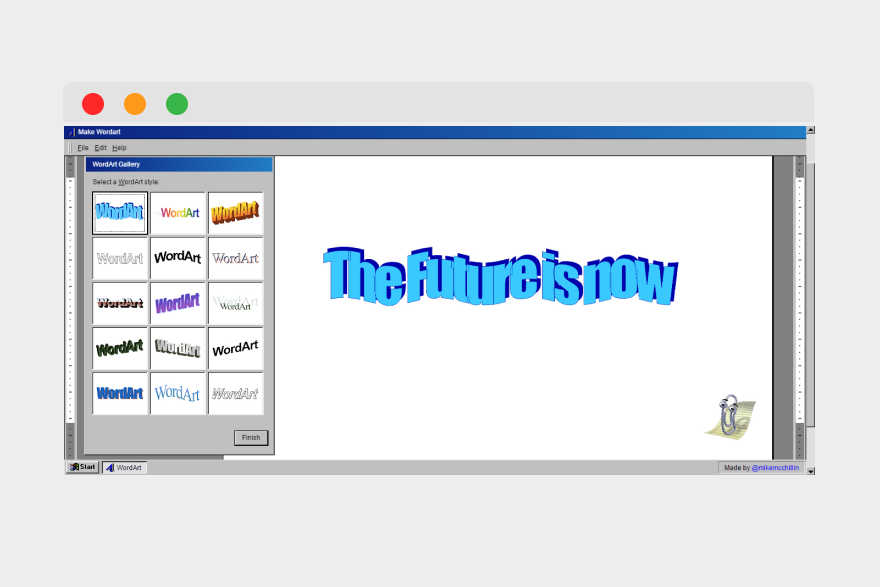 Make Wordart
File Edit Help
WordArt Gallery
Select a WordArt style:
WordArt WordArt WordArt
WordArt WordArt WordArt
WordArt WordArt WordArt
WordArt WordArt WordArt
WordArt WordArt WordArt
Finish
The Future is now
Start WordArt
Made by @mikemcchillin